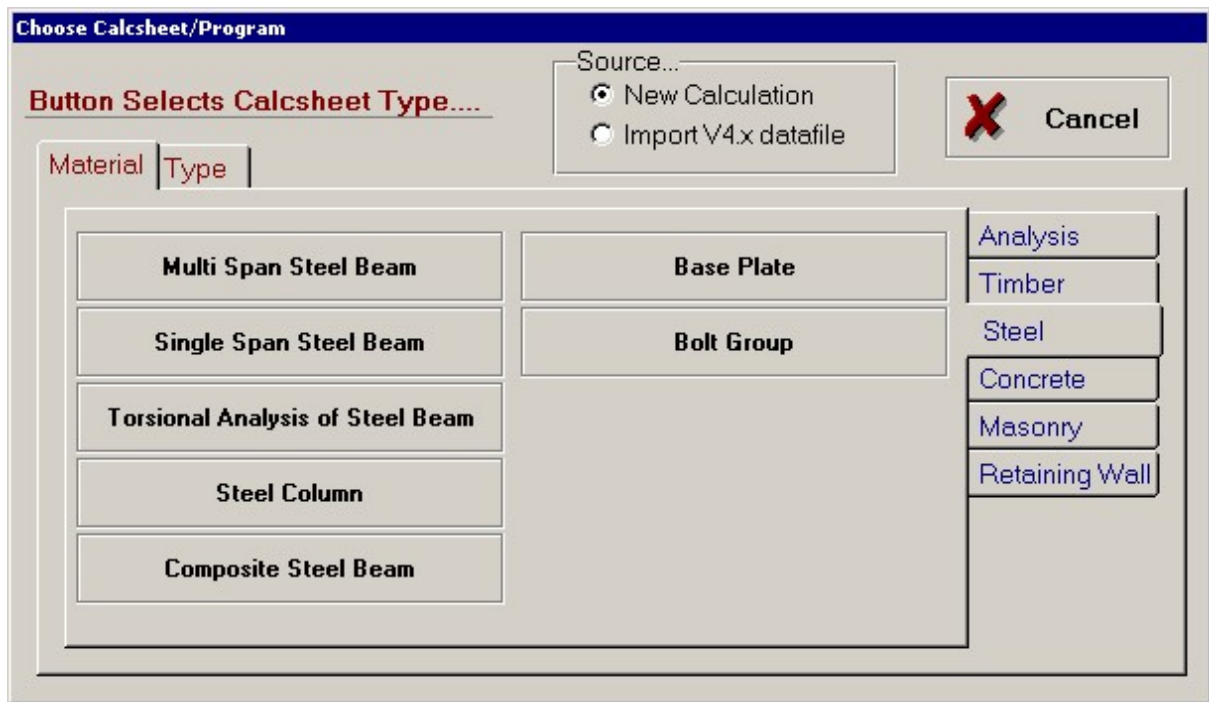 Choose Calcsheet/Program
Button Selects Calcsheet Type....
Source...
New Calculation
Import V4.x datafile
Cancel
Material
Type
Multi Span Steel Beam
Single Span Steel Beam
Torsional Analysis of Steel Beam
Steel Column
Composite Steel Beam
Base Plate
Bolt Group
Analysis
Timber
Steel
Concrete
Masonry
Retaining Wall